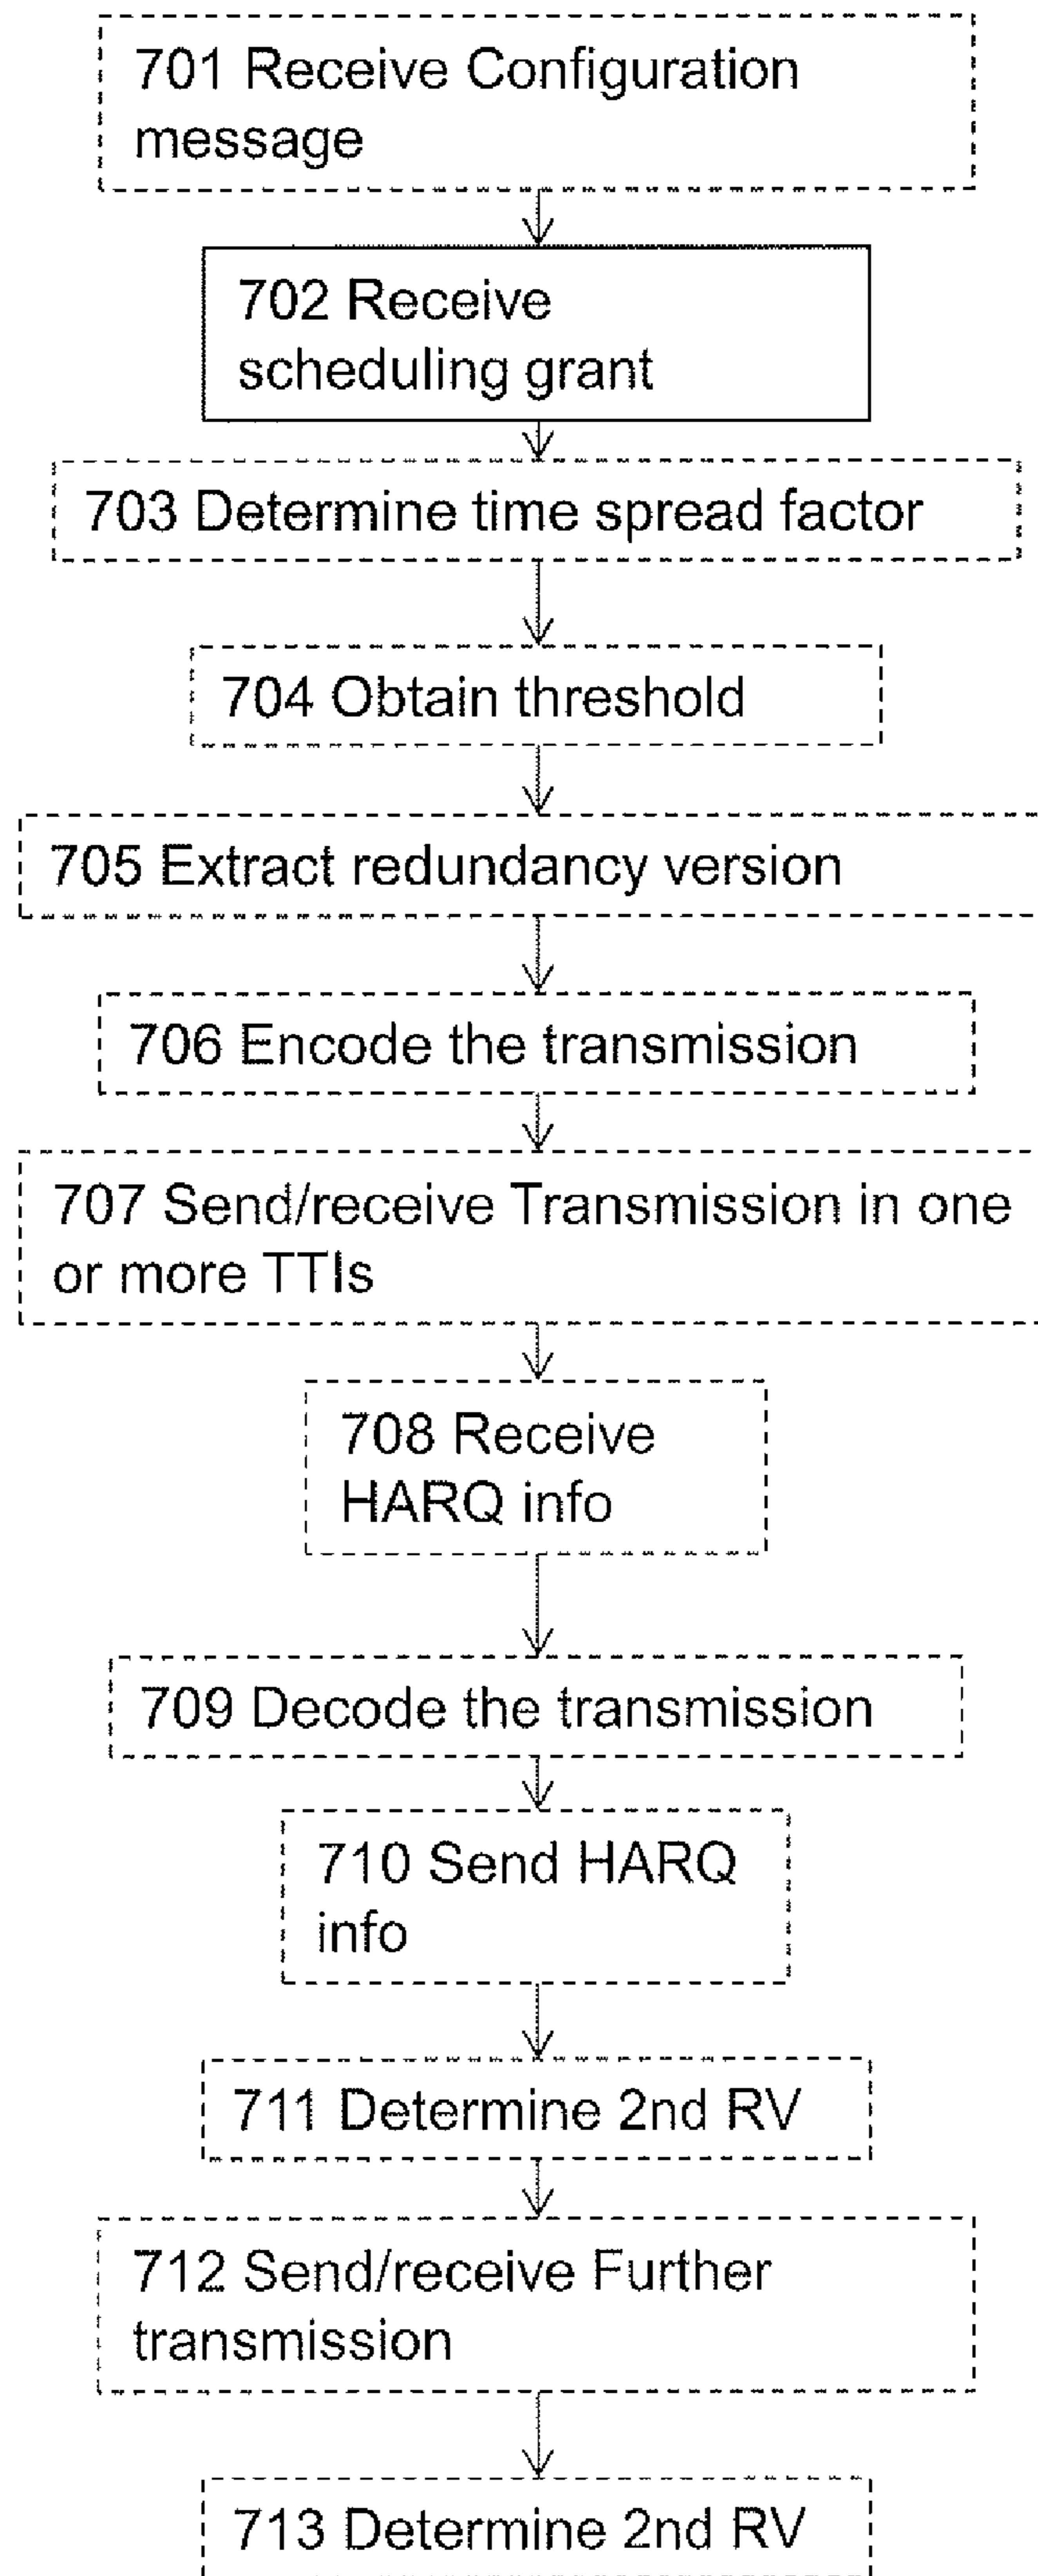 701 Receive Configuration
message
702 Receive
scheduling grant
703 Determine time spread factor
704 Obtain threshold
705 Extract redundancy version
706 Encode the transmission
707 Send/receive Transmission in one
or more TTIs
708 Receive
HARQ info
709 Decode the transmission
710 Send HARQ
info
711 Determine 2nd RV
712 Send/receive Further
transmission
713 Determine 2nd RV